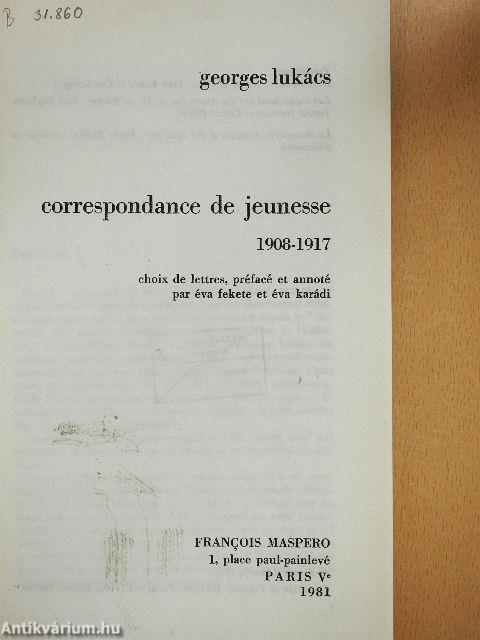 B 31.860
georges lukács
correspondance de jeunesse
1908-1917
choix de lettres, préfacé et annoté
par éva fekete et éva karádi
FRANÇOIS MASPERO
1, place paul-painlevé
PARIS Vᵉ
1981
Antikvárium.hu